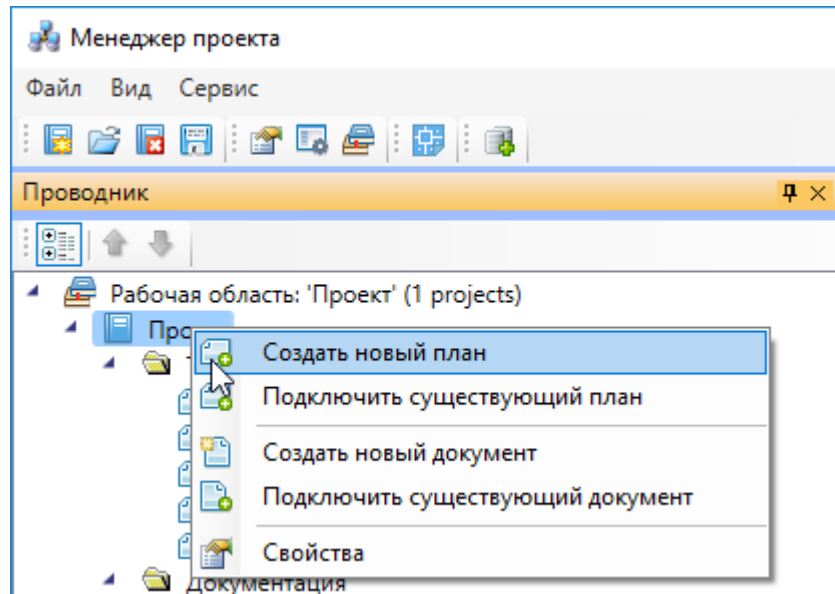 Менеджер проекта
Файл Вид Сервис
Проводник
Рабочая область: 'Проект' (1 projects)
Создать новый план
Подключить существующий план
Создать новый документ
Подключить существующий документ
Свойства
Документация